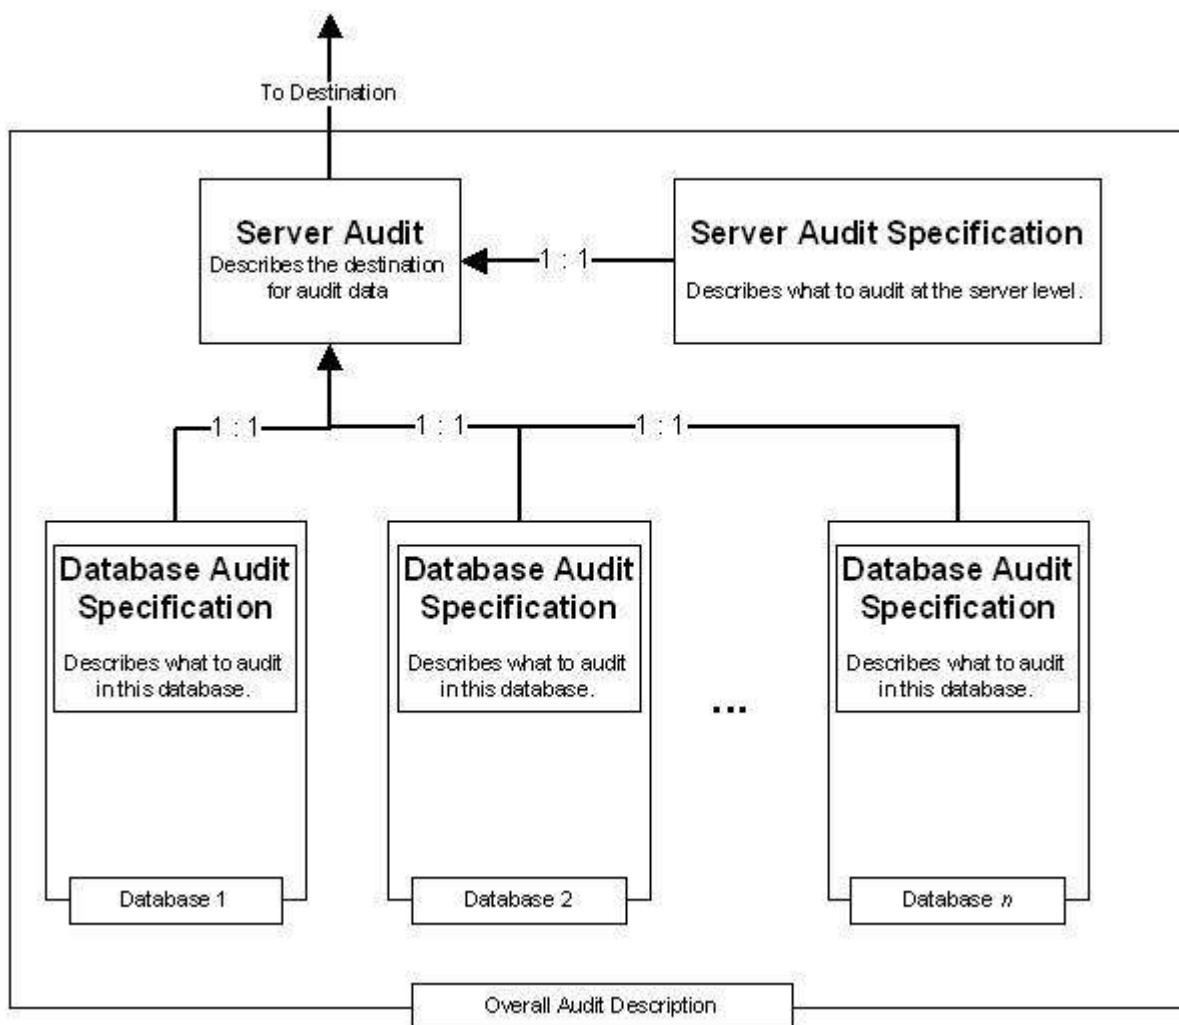 To Destination
Server Audit
Describes the destination
for audit data
1 : 1
Server Audit Specification
Describes what to audit at the server level.
1 : 1
1 : 1
1 : 1
Database Audit
Specification
Describes what to audit
in this database.
Database Audit
Specification
Describes what to audit
in this database.
...
Database Audit
Specification
Describes what to audit
in this database.
Database 1
Database 2
Database n
Overall Audit Description